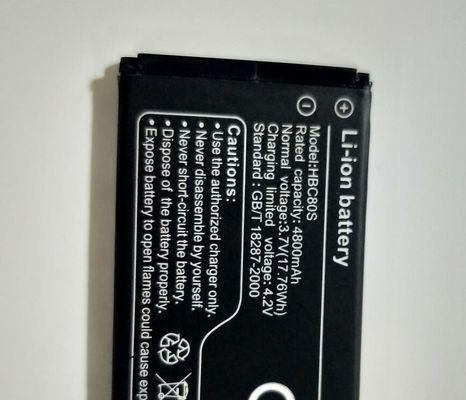 Li-ion battery
Model:HBC80S
Rated capacity: 4800mAh
Normal voltage:3.7V(17.76Wh)
Charging limited voltage: 4.2V
Standard : GB/T 18287-2000
Cautions:
• Use the authorized charger only.
• Never disassemble by yourself.
• Never short-circuit the battery.
• Dispose of the battery properly.
• Expose battery to open flames could cause exp